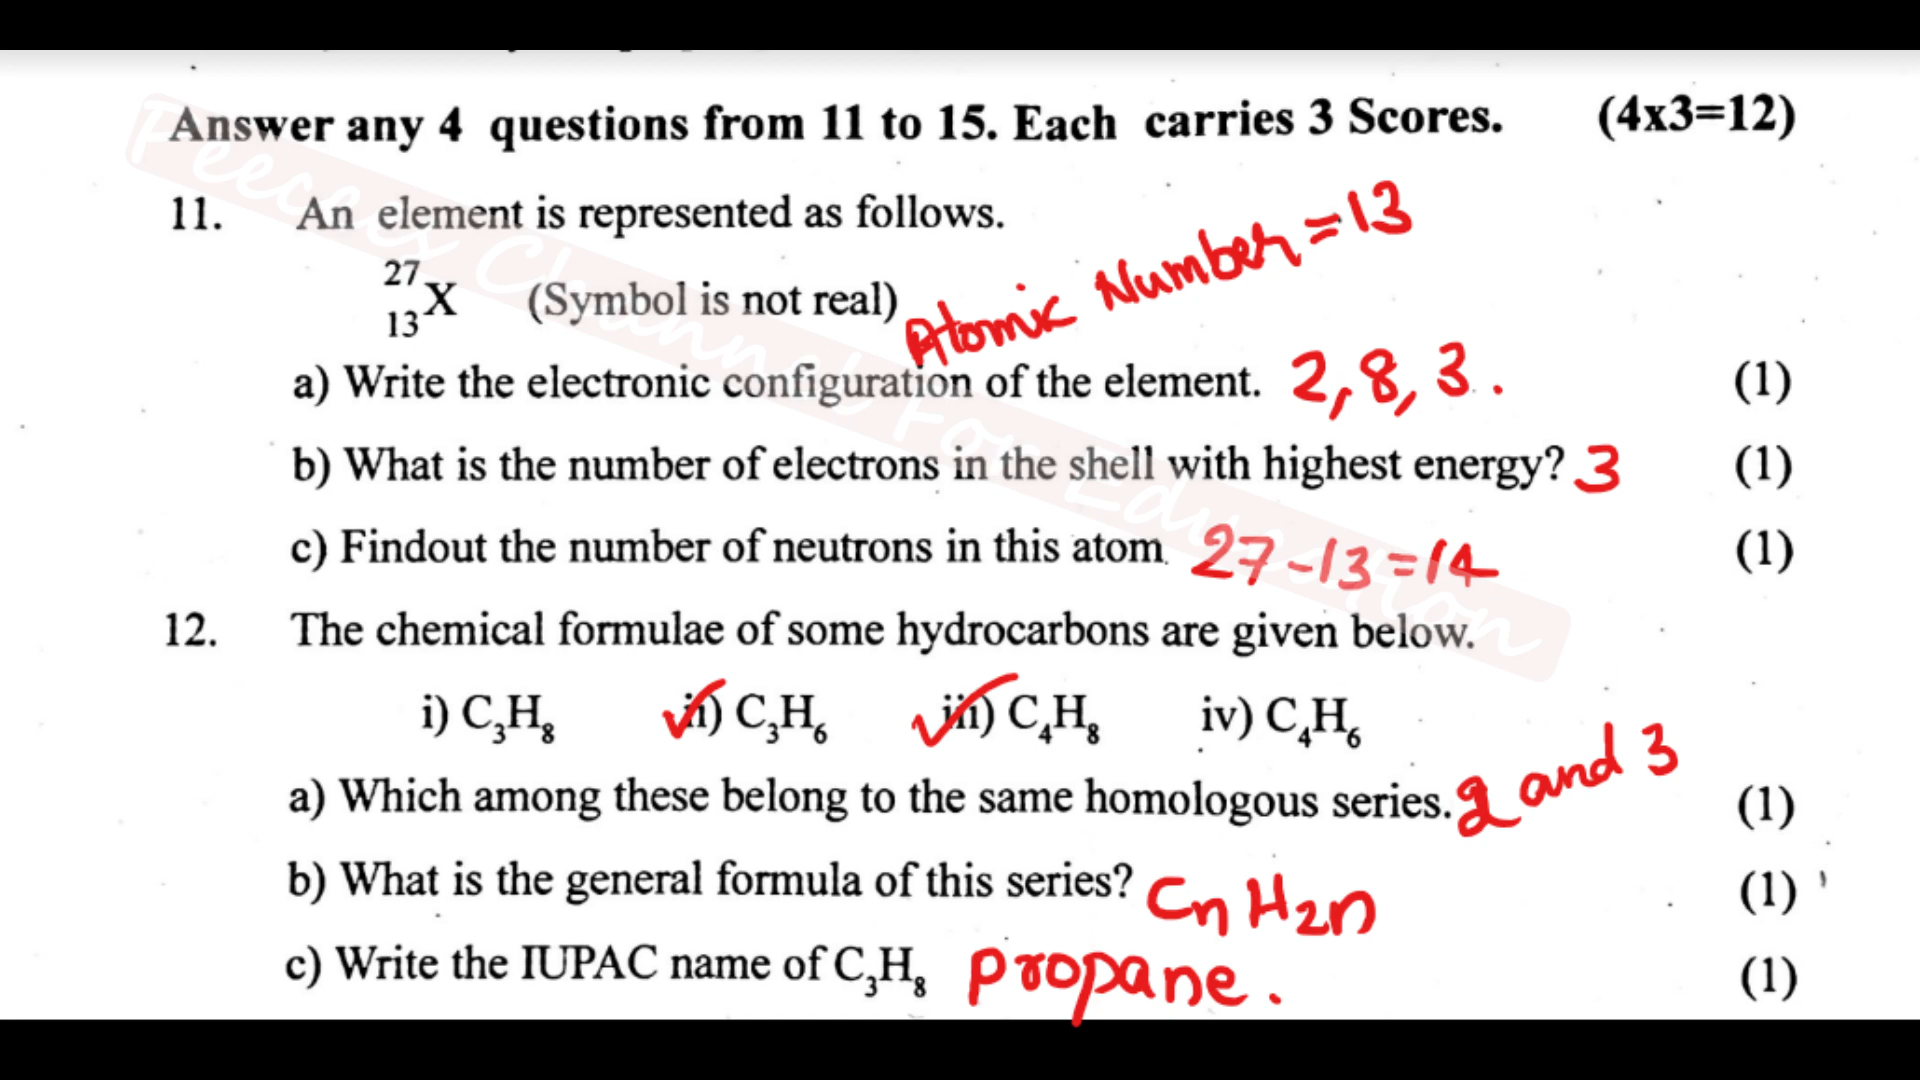 Answer any 4 questions from 11 to 15. Each carries 3 Scores. (4x3=12)
11. An element is represented as follows.
²⁷₁₃X (Symbol is not real) Atomic Number = 13
a) Write the electronic configuration of the element. 2, 8, 3. (1)
b) What is the number of electrons in the shell with highest energy? 3 (1)
c) Findout the number of neutrons in this atom. 27 - 13 = 14 (1)
12. The chemical formulae of some hydrocarbons are given below.
i) C₃H₈ ii) C₃H₆ iii) C₄H₈ iv) C₄H₆
a) Which among these belong to the same homologous series. 2 and 3 (1)
b) What is the general formula of this series? CnH2n (1)
c) Write the IUPAC name of C₃H₈ propane. (1)
Peecees Channel For Education